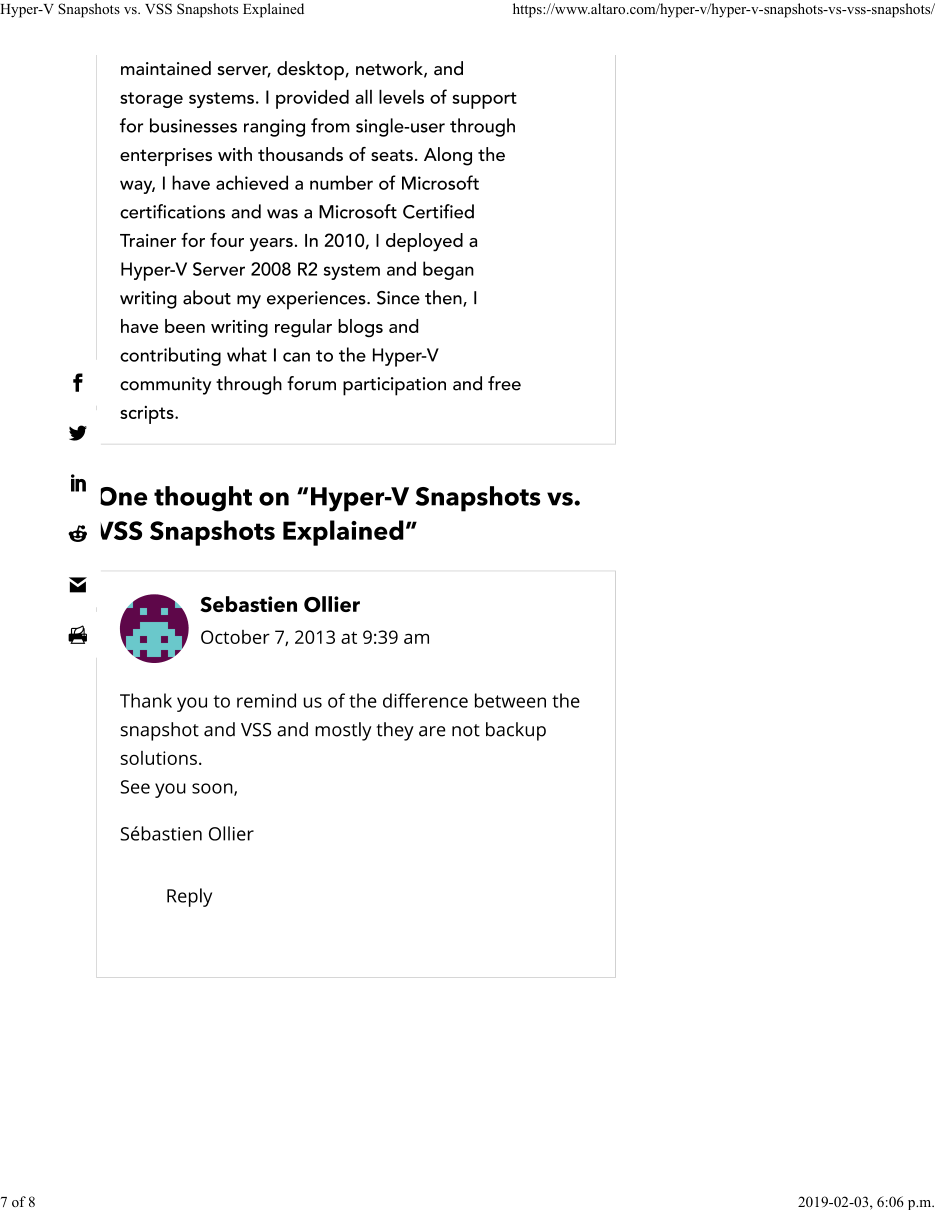 Hyper-V Snapshots vs. VSS Snapshots Explained
https://www.altaro.com/hyper-v/hyper-v-snapshots-vs-vss-snapshots/
maintained server, desktop, network, and
storage systems. I provided all levels of support
for businesses ranging from single-user through
enterprises with thousands of seats. Along the
way, I have achieved a number of Microsoft
certifications and was a Microsoft Certified
Trainer for four years. In 2010, I deployed a
Hyper-V Server 2008 R2 system and began
writing about my experiences. Since then, I
have been writing regular blogs and
contributing what I can to the Hyper-V
community through forum participation and free
scripts.
One thought on “Hyper-V Snapshots vs.
VSS Snapshots Explained”
Sebastien Ollier
October 7, 2013 at 9:39 am
Thank you to remind us of the difference between the
snapshot and VSS and mostly they are not backup
solutions.
See you soon,
Sébastien Ollier
Reply
7 of 8
2019-02-03, 6:06 p.m.